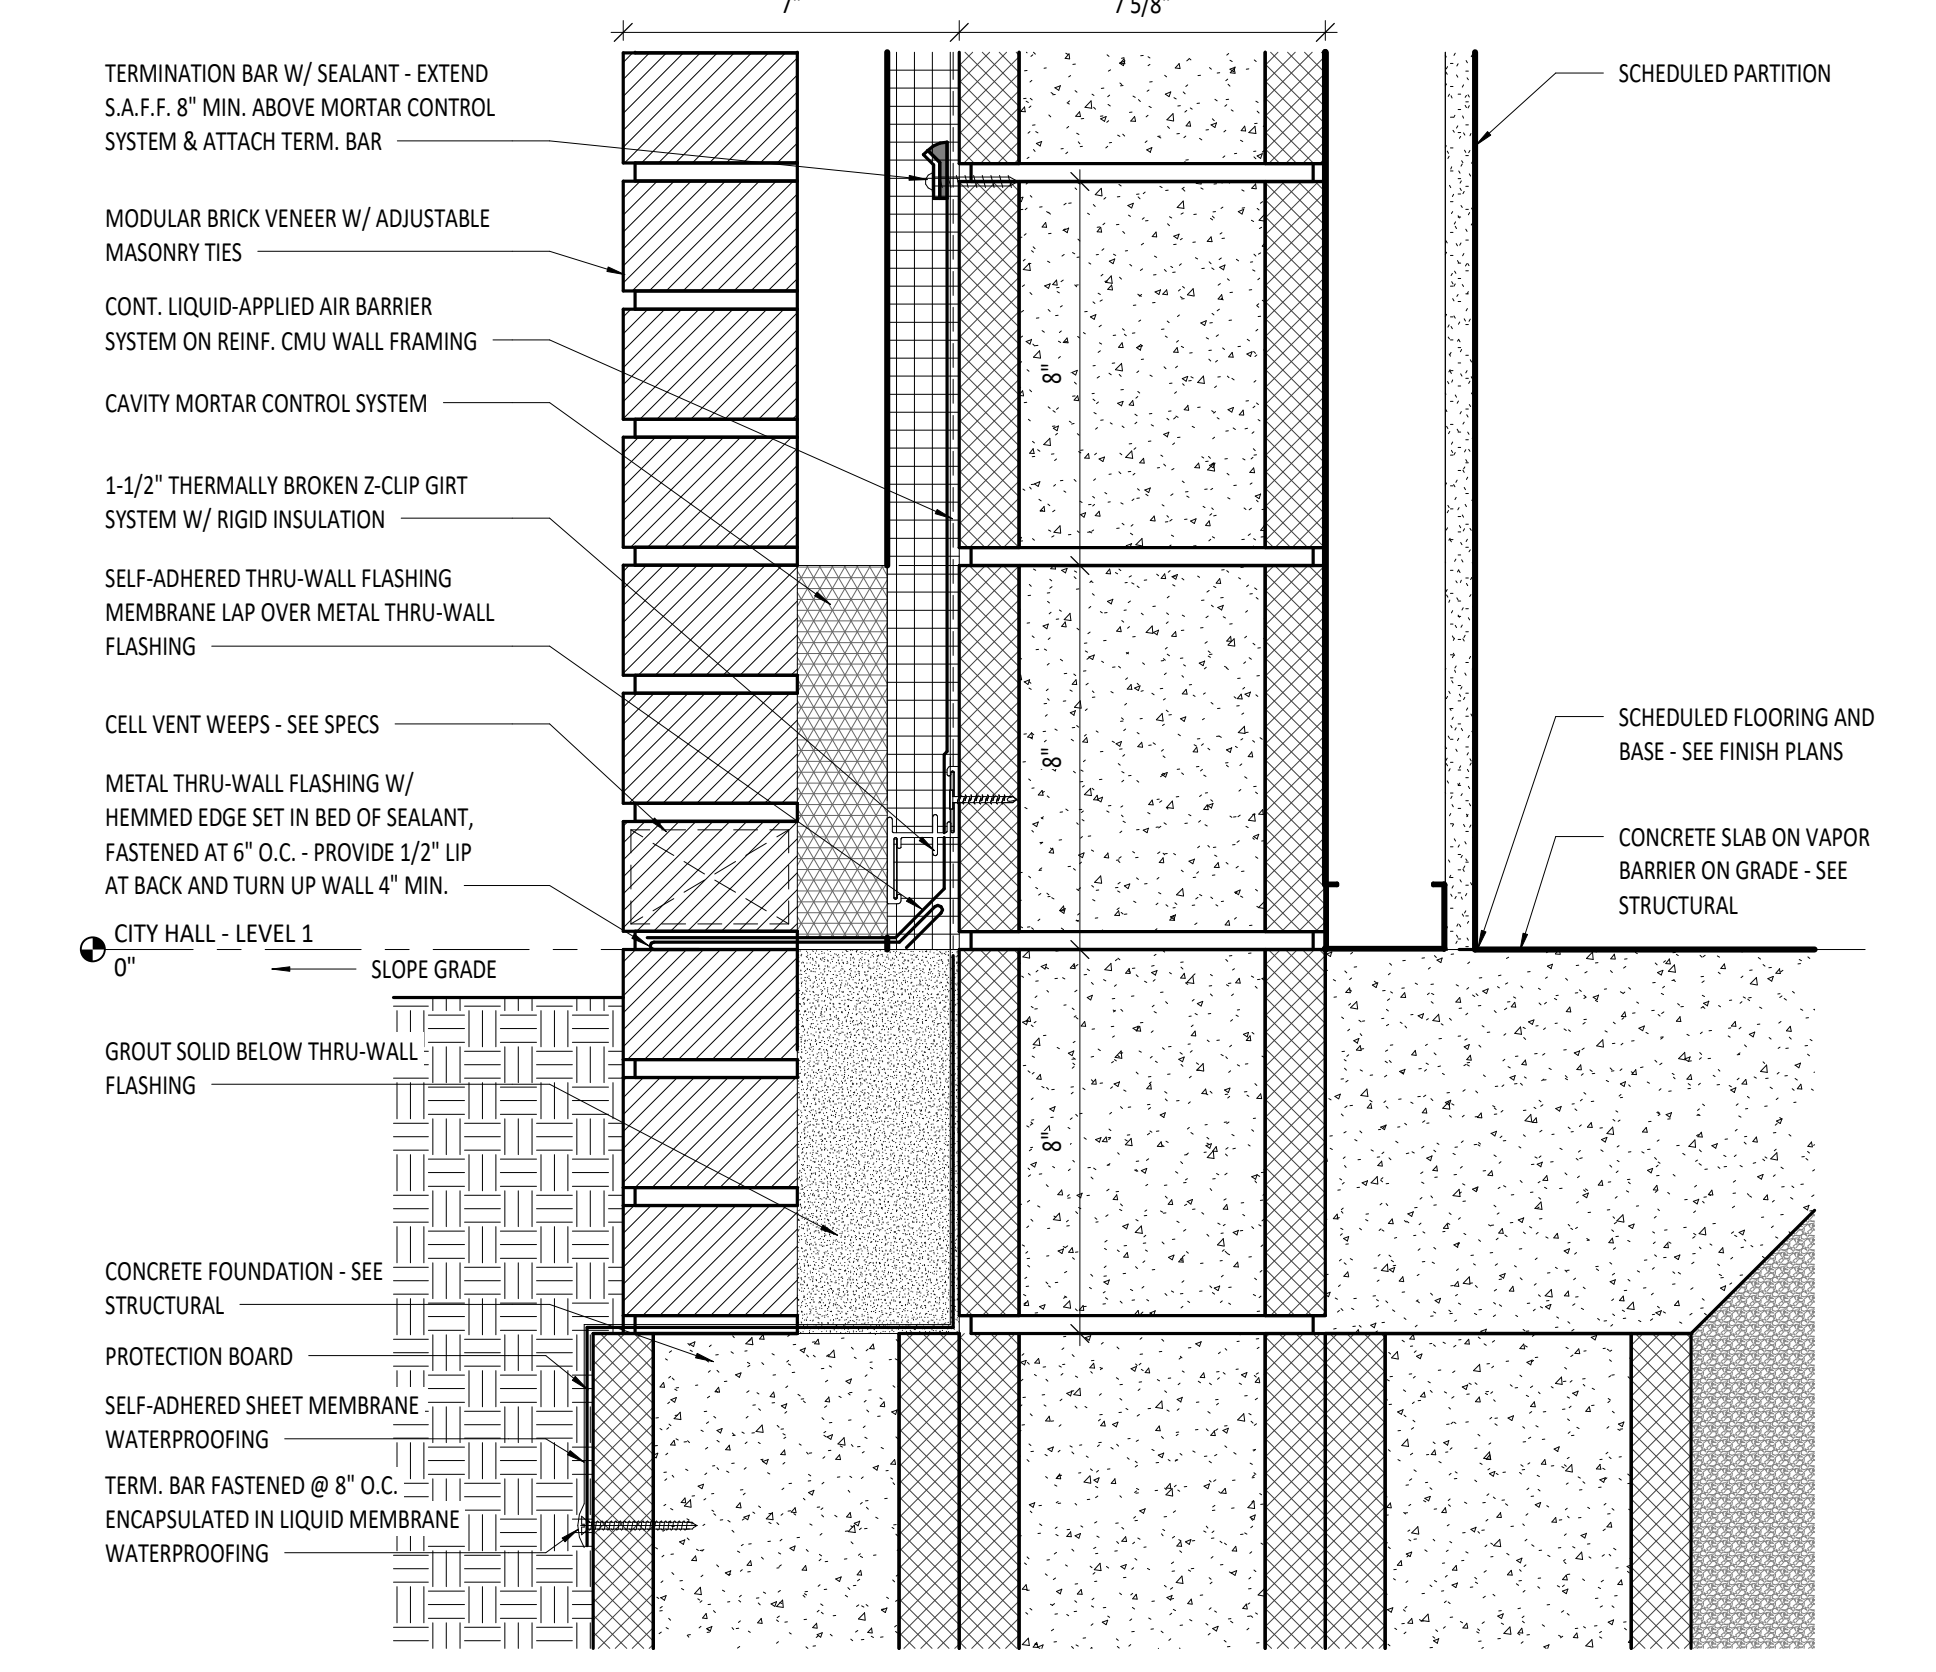 7"
7 5/8"
TERMINATION BAR W/ SEALANT - EXTEND
S.A.F.F. 8" MIN. ABOVE MORTAR CONTROL
SYSTEM & ATTACH TERM. BAR
MODULAR BRICK VENEER W/ ADJUSTABLE
MASONRY TIES
CONT. LIQUID-APPLIED AIR BARRIER
SYSTEM ON REINF. CMU WALL FRAMING
CAVITY MORTAR CONTROL SYSTEM
1-1/2" THERMALLY BROKEN Z-CLIP GIRT
SYSTEM W/ RIGID INSULATION
SELF-ADHERED THRU-WALL FLASHING
MEMBRANE LAP OVER METAL THRU-WALL
FLASHING
CELL VENT WEEPS - SEE SPECS
METAL THRU-WALL FLASHING W/
HEMMED EDGE SET IN BED OF SEALANT,
FASTENED AT 6" O.C. - PROVIDE 1/2" LIP
AT BACK AND TURN UP WALL 4" MIN.
CITY HALL - LEVEL 1
0"
SLOPE GRADE
GROUT SOLID BELOW THRU-WALL
FLASHING
CONCRETE FOUNDATION - SEE
STRUCTURAL
PROTECTION BOARD
SELF-ADHERED SHEET MEMBRANE
WATERPROOFING
TERM. BAR FASTENED @ 8" O.C.
ENCAPSULATED IN LIQUID MEMBRANE
WATERPROOFING
8"
8"
8"
SCHEDULED PARTITION
SCHEDULED FLOORING AND
BASE - SEE FINISH PLANS
CONCRETE SLAB ON VAPOR
BARRIER ON GRADE - SEE
STRUCTURAL